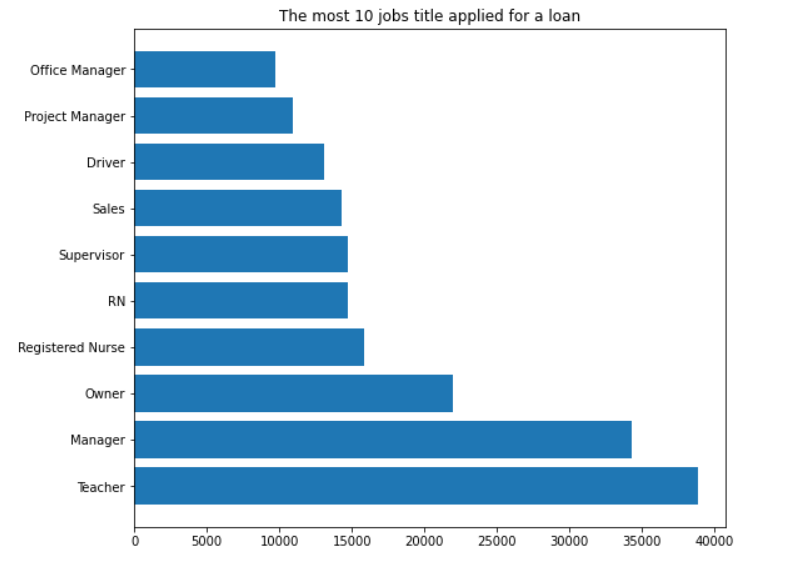 The most 10 jobs title applied for a loan
Office Manager
Project Manager
Driver
Sales
Supervisor
RN
Registered Nurse
Owner
Manager
Teacher
0 5000 10000 15000 20000 25000 30000 35000 40000